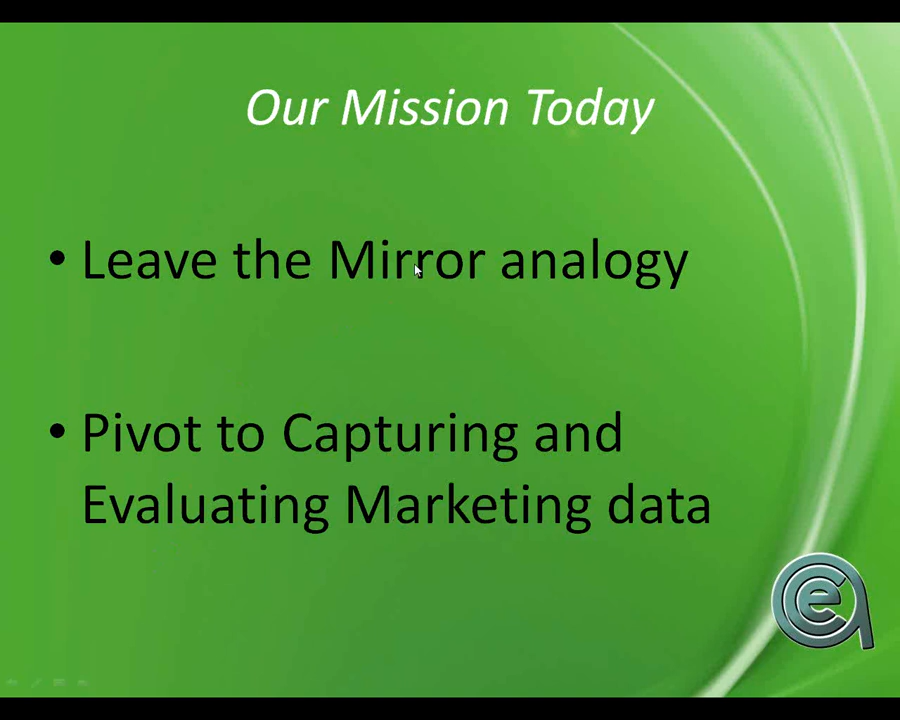 Our Mission Today
• Leave the Mirror analogy
• Pivot to Capturing and
Evaluating Marketing data